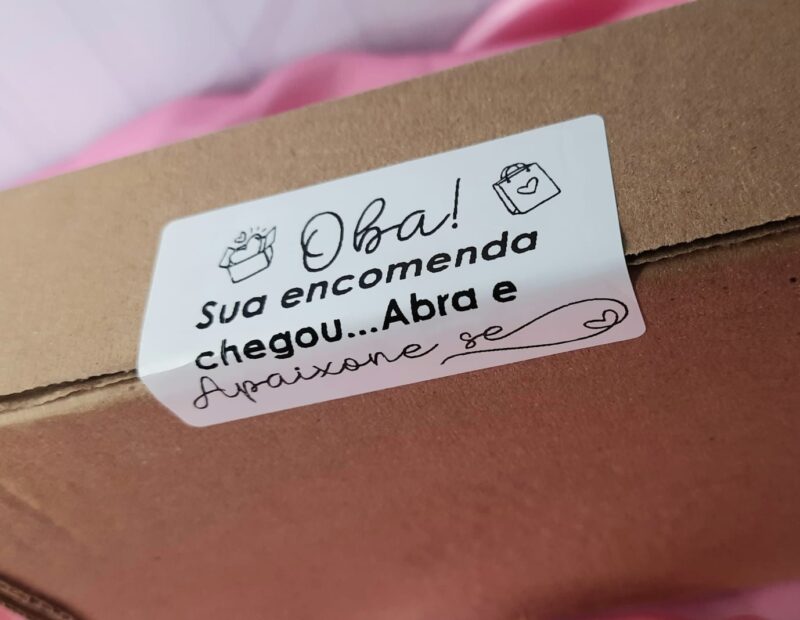 Oba!
Sua encomenda
chegou...Abra e
Apaixone se